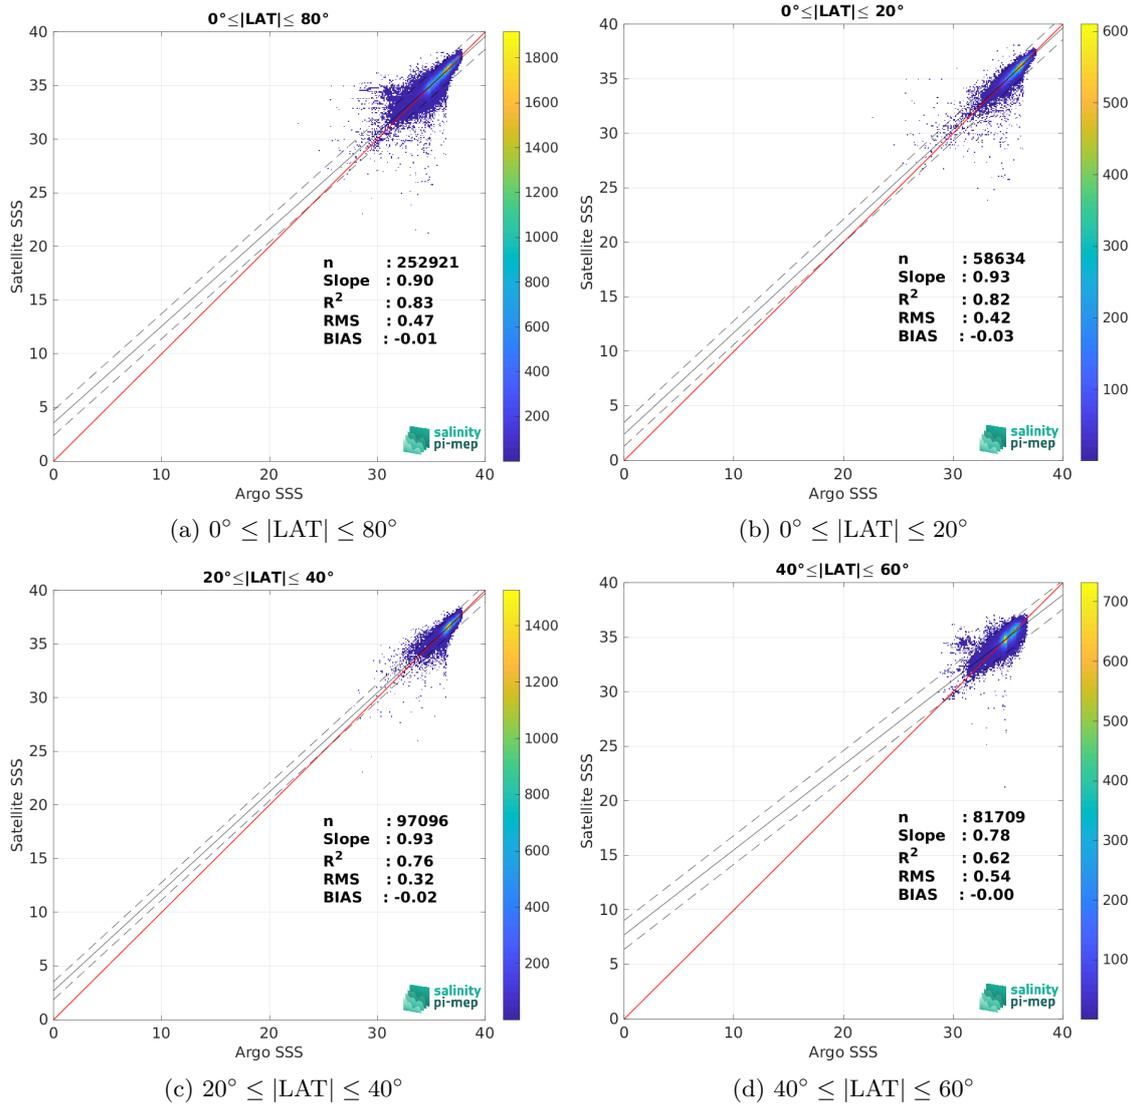 0°≤|LAT|≤ 80°
40
35
30
25
20
15
10
5
0
Satellite SSS
0
10
20
30
40
Argo SSS
1800
1600
1400
1200
1000
800
600
400
200
n : 252921
Slope : 0.90
R² : 0.83
RMS : 0.47
BIAS : -0.01
salinity
pi-mep
(a) 0° ≤ |LAT| ≤ 80°
0°≤|LAT|≤ 20°
40
35
30
25
20
15
10
5
0
Satellite SSS
0
10
20
30
40
Argo SSS
600
500
400
300
200
100
n : 58634
Slope : 0.93
R² : 0.82
RMS : 0.42
BIAS : -0.03
salinity
pi-mep
(b) 0° ≤ |LAT| ≤ 20°
20°≤|LAT|≤ 40°
40
35
30
25
20
15
10
5
0
Satellite SSS
0
10
20
30
40
Argo SSS
1400
1200
1000
800
600
400
200
n : 97096
Slope : 0.93
R² : 0.76
RMS : 0.32
BIAS : -0.02
salinity
pi-mep
(c) 20° ≤ |LAT| ≤ 40°
40°≤|LAT|≤ 60°
40
35
30
25
20
15
10
5
0
Satellite SSS
0
10
20
30
40
Argo SSS
700
600
500
400
300
200
100
n : 81709
Slope : 0.78
R² : 0.62
RMS : 0.54
BIAS : -0.00
salinity
pi-mep
(d) 40° ≤ |LAT| ≤ 60°